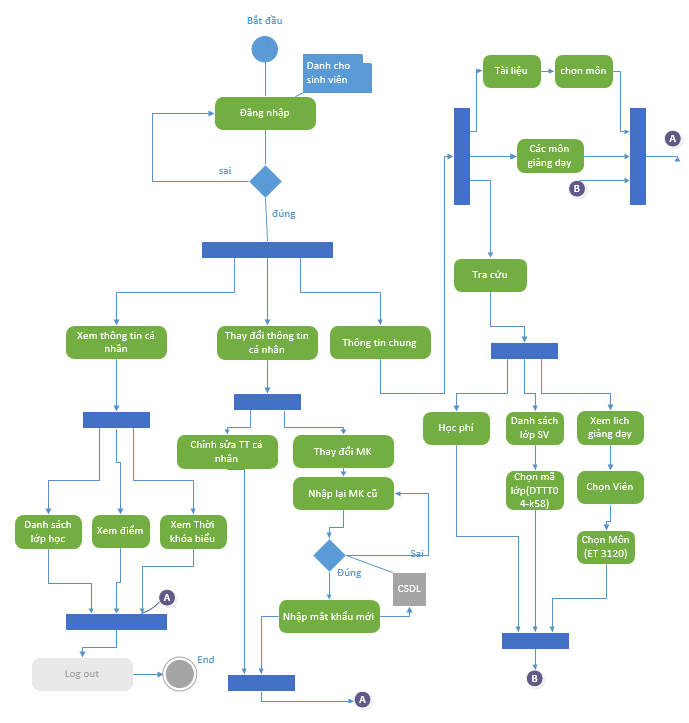 Bắt đầu
Danh cho
sinh viên
Đăng nhập
sai
đúng
Xem thông tin cá
nhân
Thay đổi thông tin
cá nhân
Thông tin chung
Tài liệu
chọn môn
Các môn
giảng dạy
A
B
Tra cứu
Chỉnh sửa TT cá
nhân
Thay đổi MK
Nhập lại MK cũ
Sai
Đúng
CSDL
Nhập mât khẩu mới
A
Danh sách
lớp học
Xem điểm
Xem Thời
khóa biểu
A
Log out
End
Học phí
Danh sách
lớp SV
Xem lich
giảng dạy
Chọn mã
lớp(DTTT0
4-k58)
Chọn Viên
Chọn Môn
(ET 3120)
B